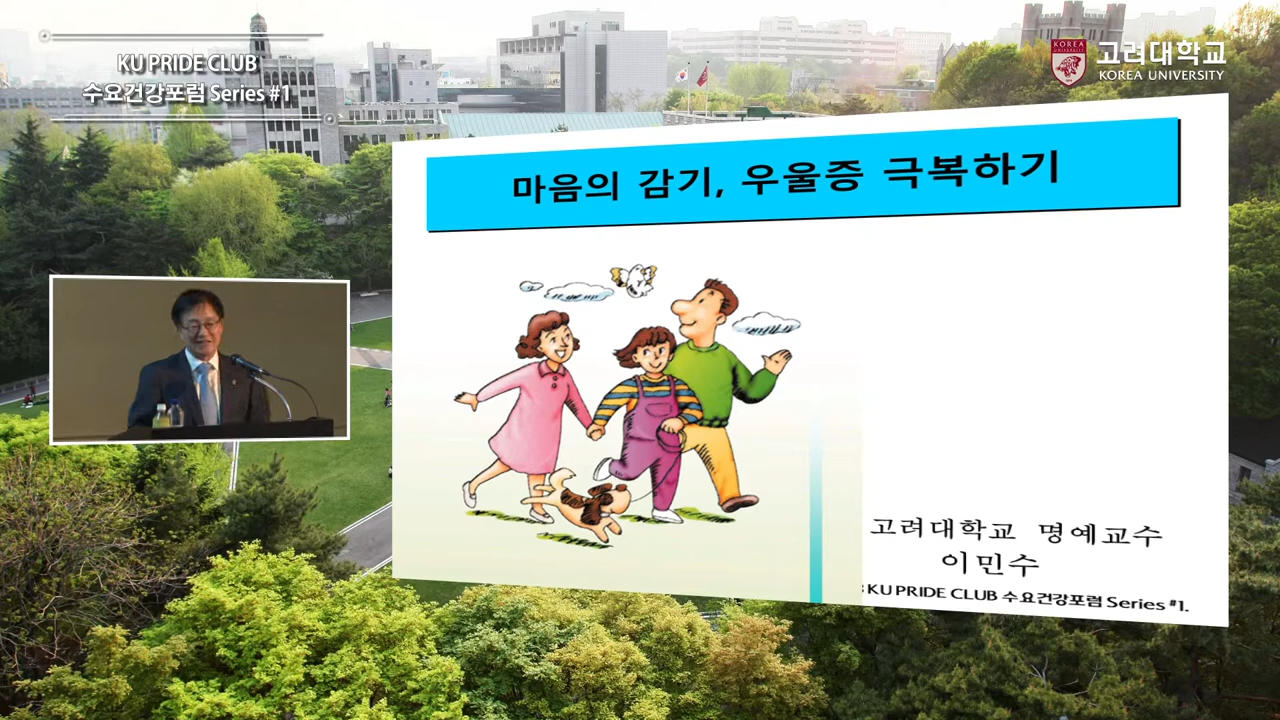 KU PRIDE CLUB
수요건강포럼 Series #1
KOREA
UNIVERSITY
고려대학교
KOREA UNIVERSITY
마음의 감기, 우울증 극복하기
고려대학교 명예교수
이민수
KU PRIDE CLUB 수요건강포럼 Series #1.